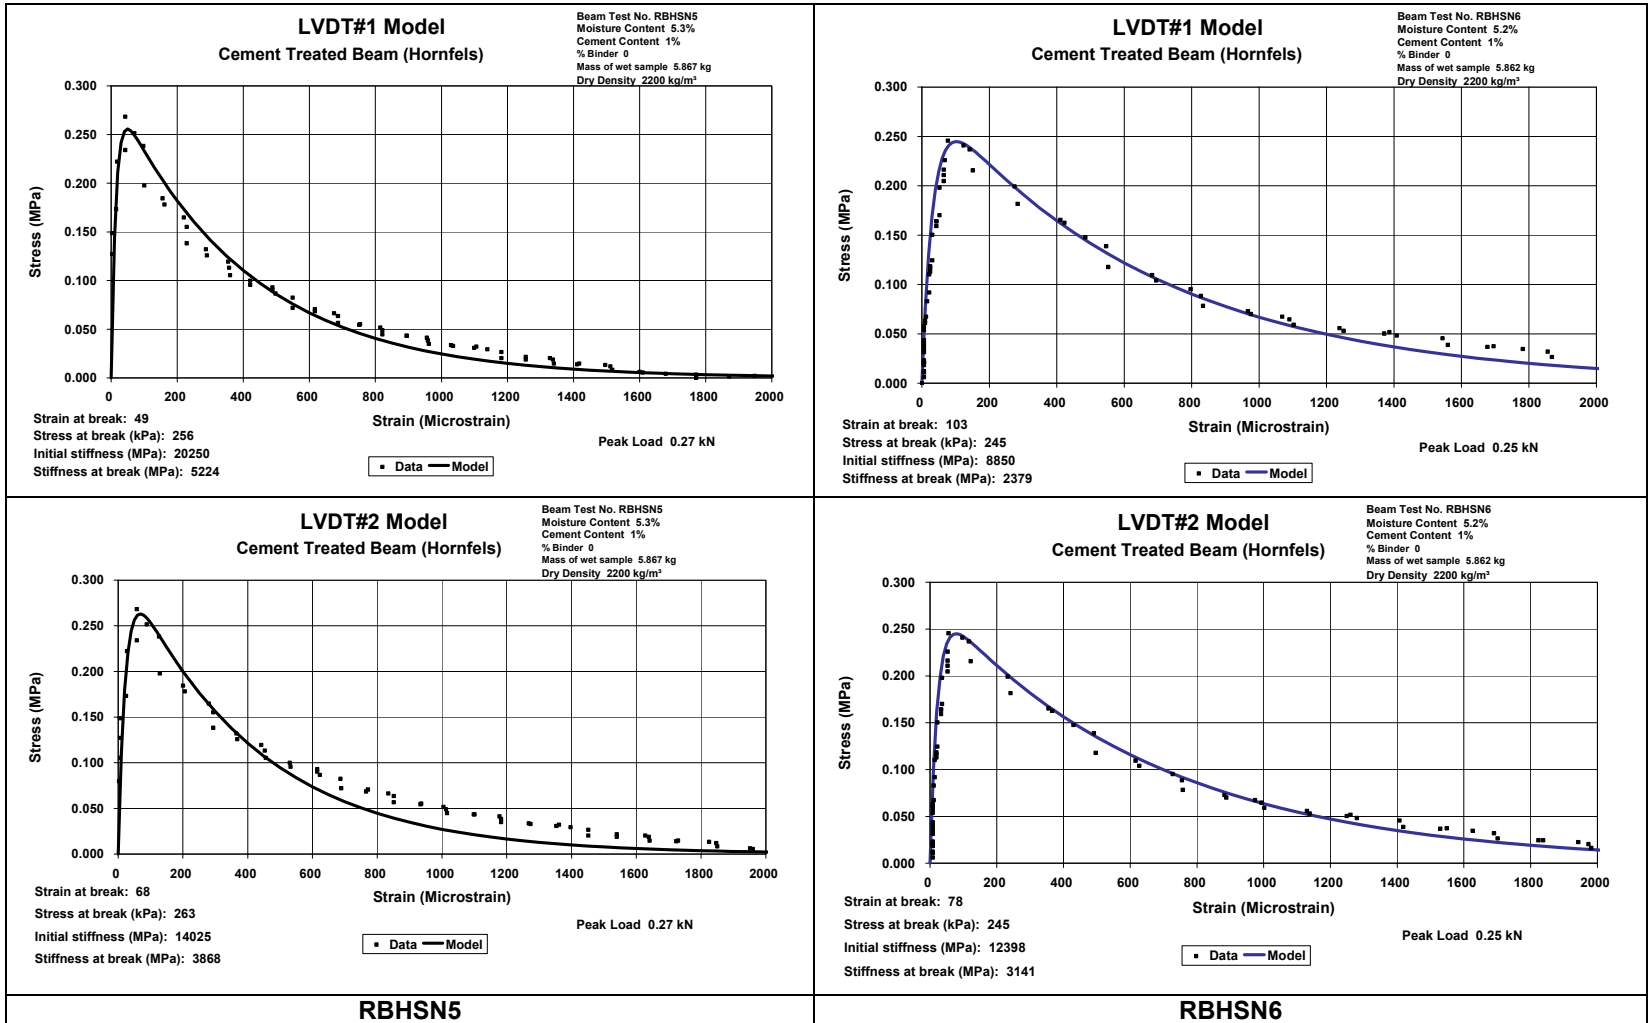 LVDT#1 Model
Cement Treated Beam (Hornfels)
Beam Test No. RBHSN5
Moisture Content 5.3%
Cement Content 1%
% Binder 0
Mass of wet sample 5.867 kg
Dry Density 2200 kg/m³
0.300
0.250
0.200
0.150
0.100
0.050
0.000
Stress (MPa)
0 200 400 600 800 1000 1200 1400 1600 1800 2000
Strain (Microstrain)
Strain at break: 49
Stress at break (kPa): 256
Initial stiffness (MPa): 20250
Stiffness at break (MPa): 5224
Peak Load 0.27 kN
Data Model
LVDT#1 Model
Cement Treated Beam (Hornfels)
Beam Test No. RBHSN6
Moisture Content 5.2%
Cement Content 1%
% Binder 0
Mass of wet sample 5.862 kg
Dry Density 2200 kg/m³
0.300
0.250
0.200
0.150
0.100
0.050
0.000
Stress (MPa)
0 200 400 600 800 1000 1200 1400 1600 1800 2000
Strain (Microstrain)
Strain at break: 103
Stress at break (kPa): 245
Initial stiffness (MPa): 8850
Stiffness at break (MPa): 2379
Peak Load 0.25 kN
Data Model
LVDT#2 Model
Cement Treated Beam (Hornfels)
Beam Test No. RBHSN5
Moisture Content 5.3%
Cement Content 1%
% Binder 0
Mass of wet sample 5.867 kg
Dry Density 2200 kg/m³
0.300
0.250
0.200
0.150
0.100
0.050
0.000
Stress (MPa)
0 200 400 600 800 1000 1200 1400 1600 1800 2000
Strain (Microstrain)
Strain at break: 68
Stress at break (kPa): 263
Initial stiffness (MPa): 14025
Stiffness at break (MPa): 3868
Peak Load 0.27 kN
Data Model
LVDT#2 Model
Cement Treated Beam (Hornfels)
Beam Test No. RBHSN6
Moisture Content 5.2%
Cement Content 1%
% Binder 0
Mass of wet sample 5.862 kg
Dry Density 2200 kg/m³
0.300
0.250
0.200
0.150
0.100
0.050
0.000
Stress (MPa)
0 200 400 600 800 1000 1200 1400 1600 1800 2000
Strain (Microstrain)
Strain at break: 78
Stress at break (kPa): 245
Initial stiffness (MPa): 12398
Stiffness at break (MPa): 3141
Peak Load 0.25 kN
Data Model
RBHSN5
RBHSN6